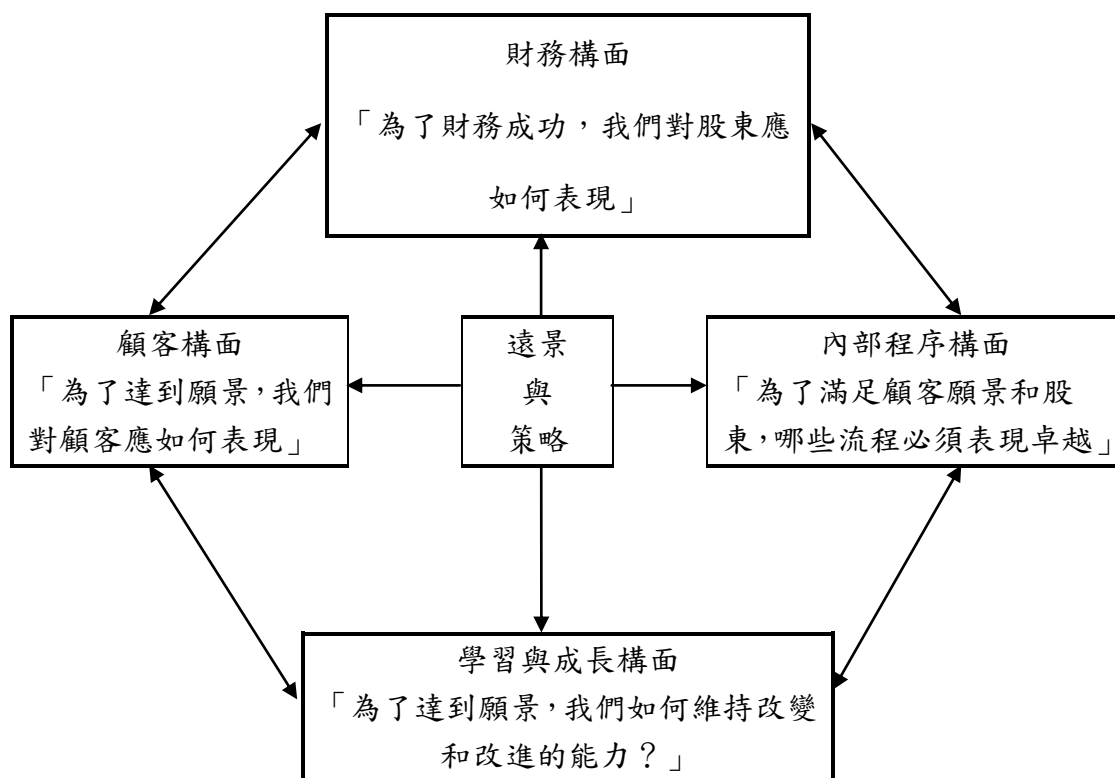 財務構面
「為了財務成功，我們對股東應
如何表現」
顧客構面
「為了達到願景，我們
對顧客應如何表現」
遠景
與
策略
內部程序構面
「為了滿足顧客願景和股
東，哪些流程必須表現卓越」
學習與成長構面
「為了達到願景，我們如何維持改變
和改進的能力？」